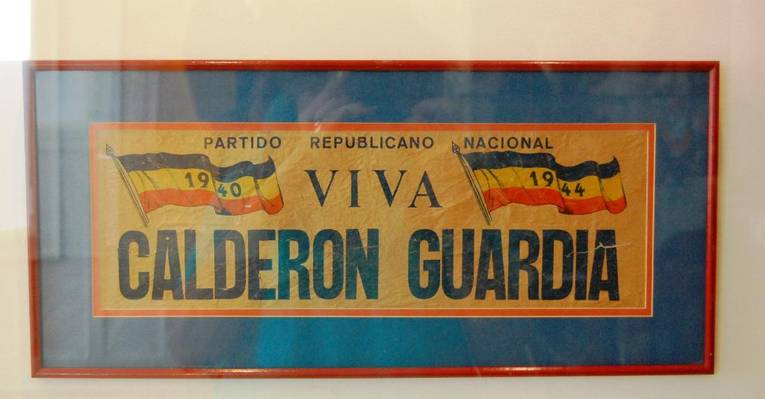 PARTIDO REPUBLICANO NACIONAL
1940 VIVA 1944
CALDERON GUARDIA